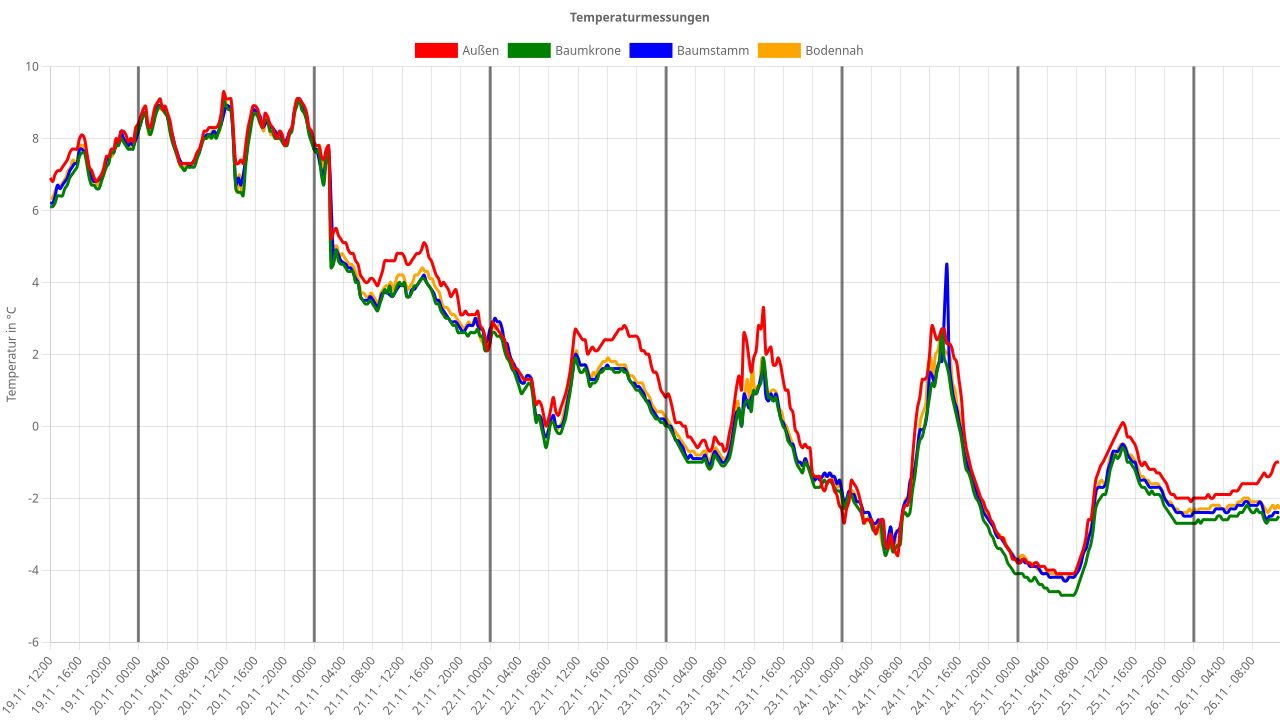 Temperaturmessungen
Außen Baumkrone Baumstamm Bodennah
Temperatur in °C
10
8
6
4
2
0
-2
-4
-6
19.11 - 12:00
19.11 - 16:00
19.11 - 20:00
20.11 - 00:00
20.11 - 04:00
20.11 - 08:00
20.11 - 12:00
20.11 - 16:00
20.11 - 20:00
21.11 - 00:00
21.11 - 04:00
21.11 - 08:00
21.11 - 12:00
21.11 - 16:00
21.11 - 20:00
22.11 - 00:00
22.11 - 04:00
22.11 - 08:00
22.11 - 12:00
22.11 - 16:00
22.11 - 20:00
23.11 - 00:00
23.11 - 04:00
23.11 - 08:00
23.11 - 12:00
23.11 - 16:00
23.11 - 20:00
24.11 - 00:00
24.11 - 04:00
24.11 - 08:00
24.11 - 12:00
24.11 - 16:00
24.11 - 20:00
25.11 - 00:00
25.11 - 04:00
25.11 - 08:00
25.11 - 12:00
25.11 - 16:00
25.11 - 20:00
26.11 - 00:00
26.11 - 04:00
26.11 - 08:00